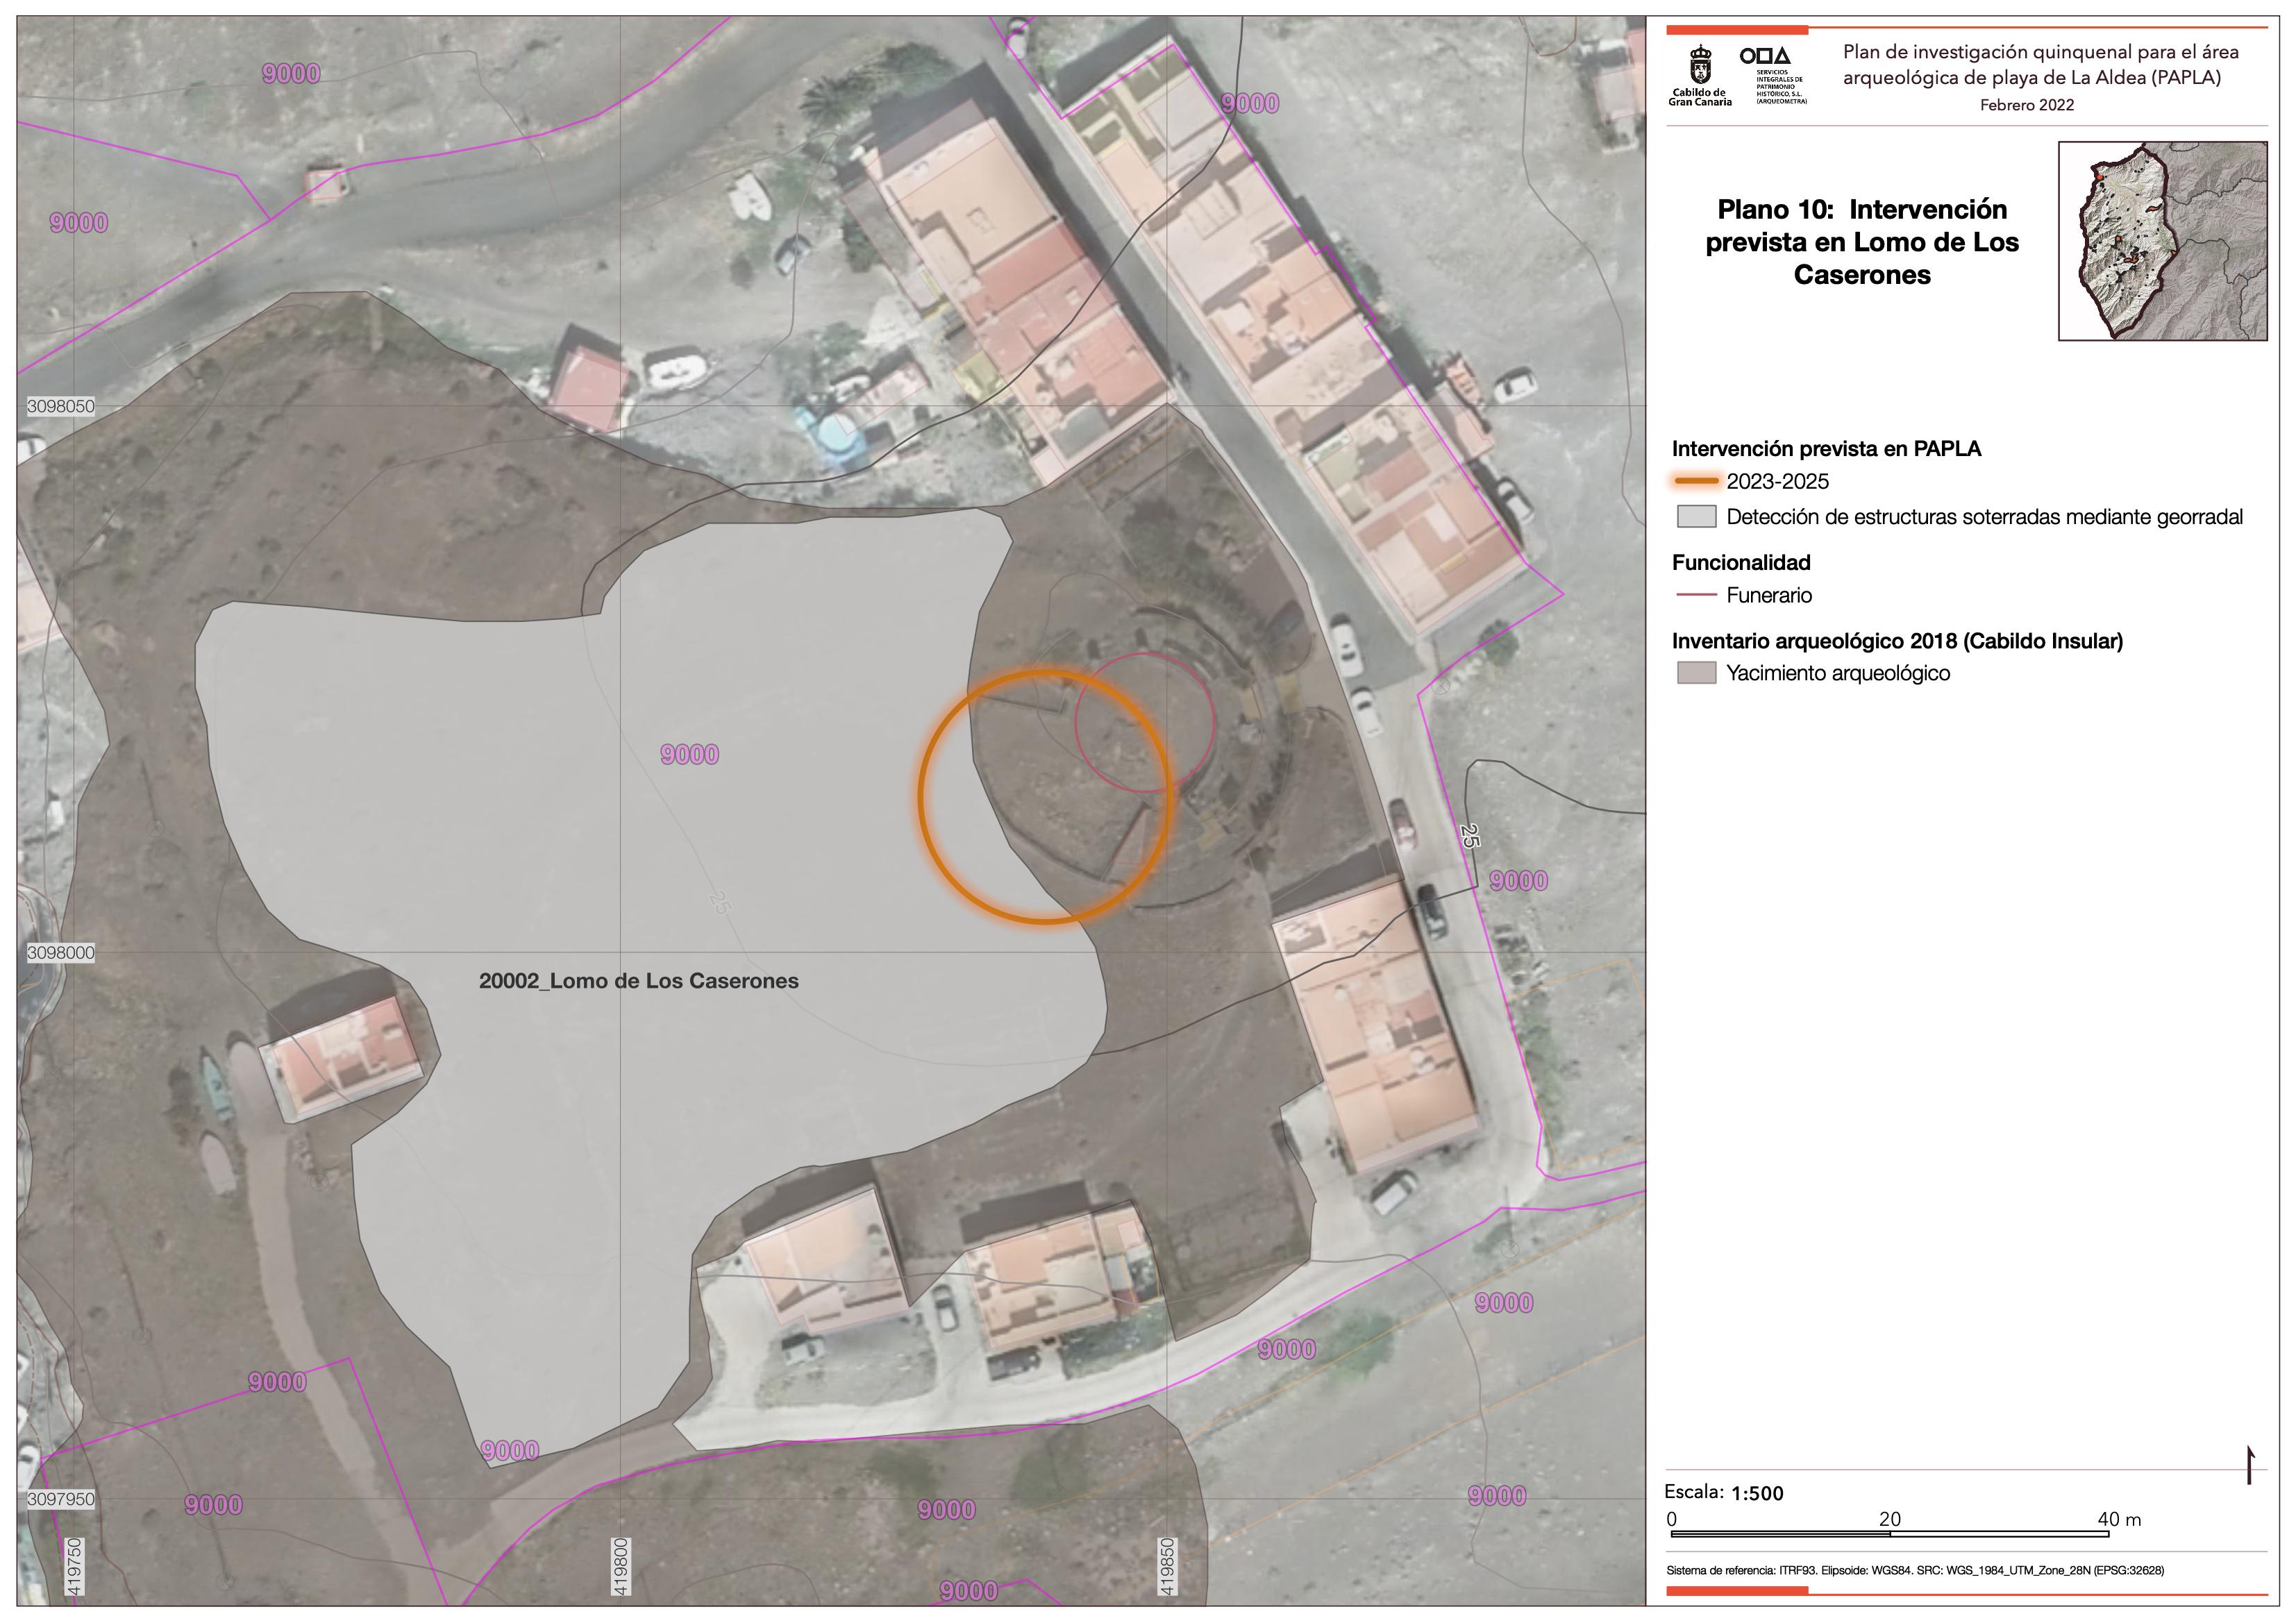 9000
9000
9000
3098050
9000
25
25
9000
3098000
20002_Lomo de Los Caserones
9000
9000
9000
9000
9000
9000
9000
9000
3097950
419750
419800
419850
9000
Cabildo de
Gran Canaria
SERVICIOS
INTEGRALES DE
PATRIMONIO
HISTÓRICO, S.L.
(ARQUEOMETRA)
Plan de investigación quinquenal para el área
arqueológica de playa de La Aldea (PAPLA)
Febrero 2022
Plano 10: Intervención
prevista en Lomo de Los
Caserones
Intervención prevista en PAPLA
2023-2025
Detección de estructuras soterradas mediante georradal
Funcionalidad
Funerario
Inventario arqueológico 2018 (Cabildo Insular)
Yacimiento arqueológico
Escala: 1:500
0 20 40 m
Sistema de referencia: ITRF93. Elipsoide: WGS84. SRC: WGS_1984_UTM_Zone_28N (EPSG:32628)